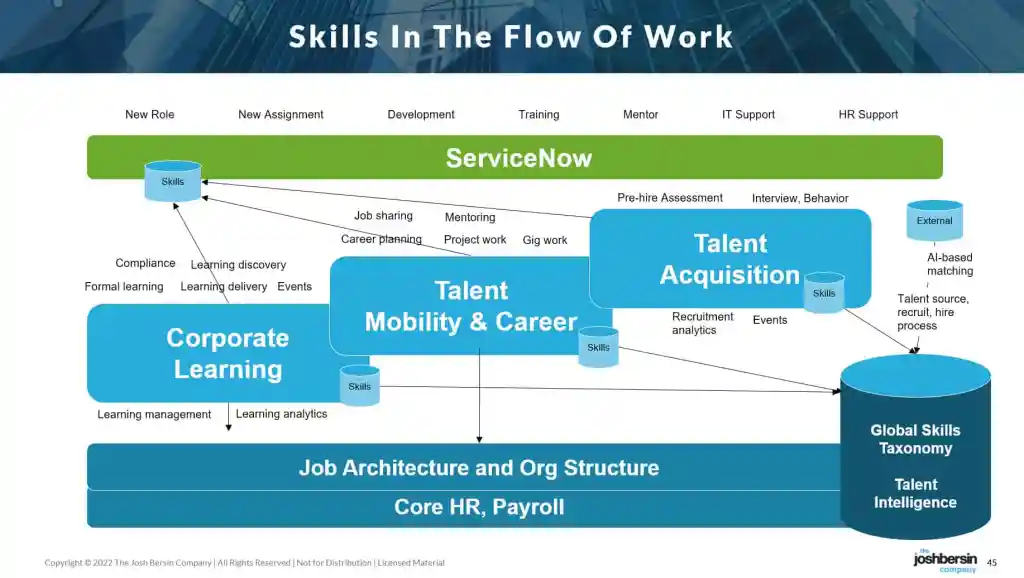 Skills In The Flow Of Work
New Role
New Assignment
Development
Training
Mentor
IT Support
HR Support
ServiceNow
Skills
Pre-hire Assessment
Interview, Behavior
External
Job sharing
Mentoring
Career planning
Project work
Gig work
Talent
Acquisition
Skills
AI-based
matching
Compliance
Learning discovery
Formal learning
Learning delivery
Events
Talent
Mobility & Career
Skills
Talent source,
recruit, hire
process
Recruitment
analytics
Events
Corporate
Learning
Skills
Learning management
Learning analytics
Global Skills
Taxonomy
Talent
Intelligence
Job Architecture and Org Structure
Core HR, Payroll
Copyright © 2022 The Josh Bersin Company | All Rights Reserved | Not for Distribution | Licensed Material
the
joshbersin
company
45